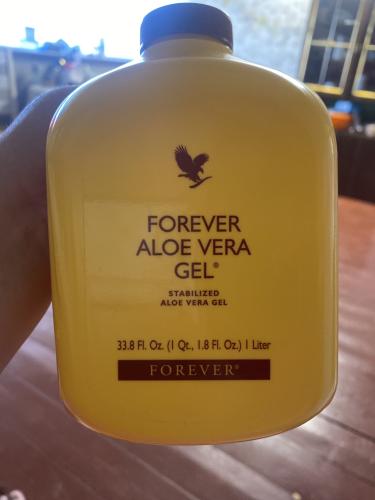 FOREVER
ALOE VERA
GEL®
STABILIZED
ALOE VERA GEL
33.8 Fl. Oz. (1 Qt., 1.8 Fl. Oz.) 1 Liter
FOREVER®